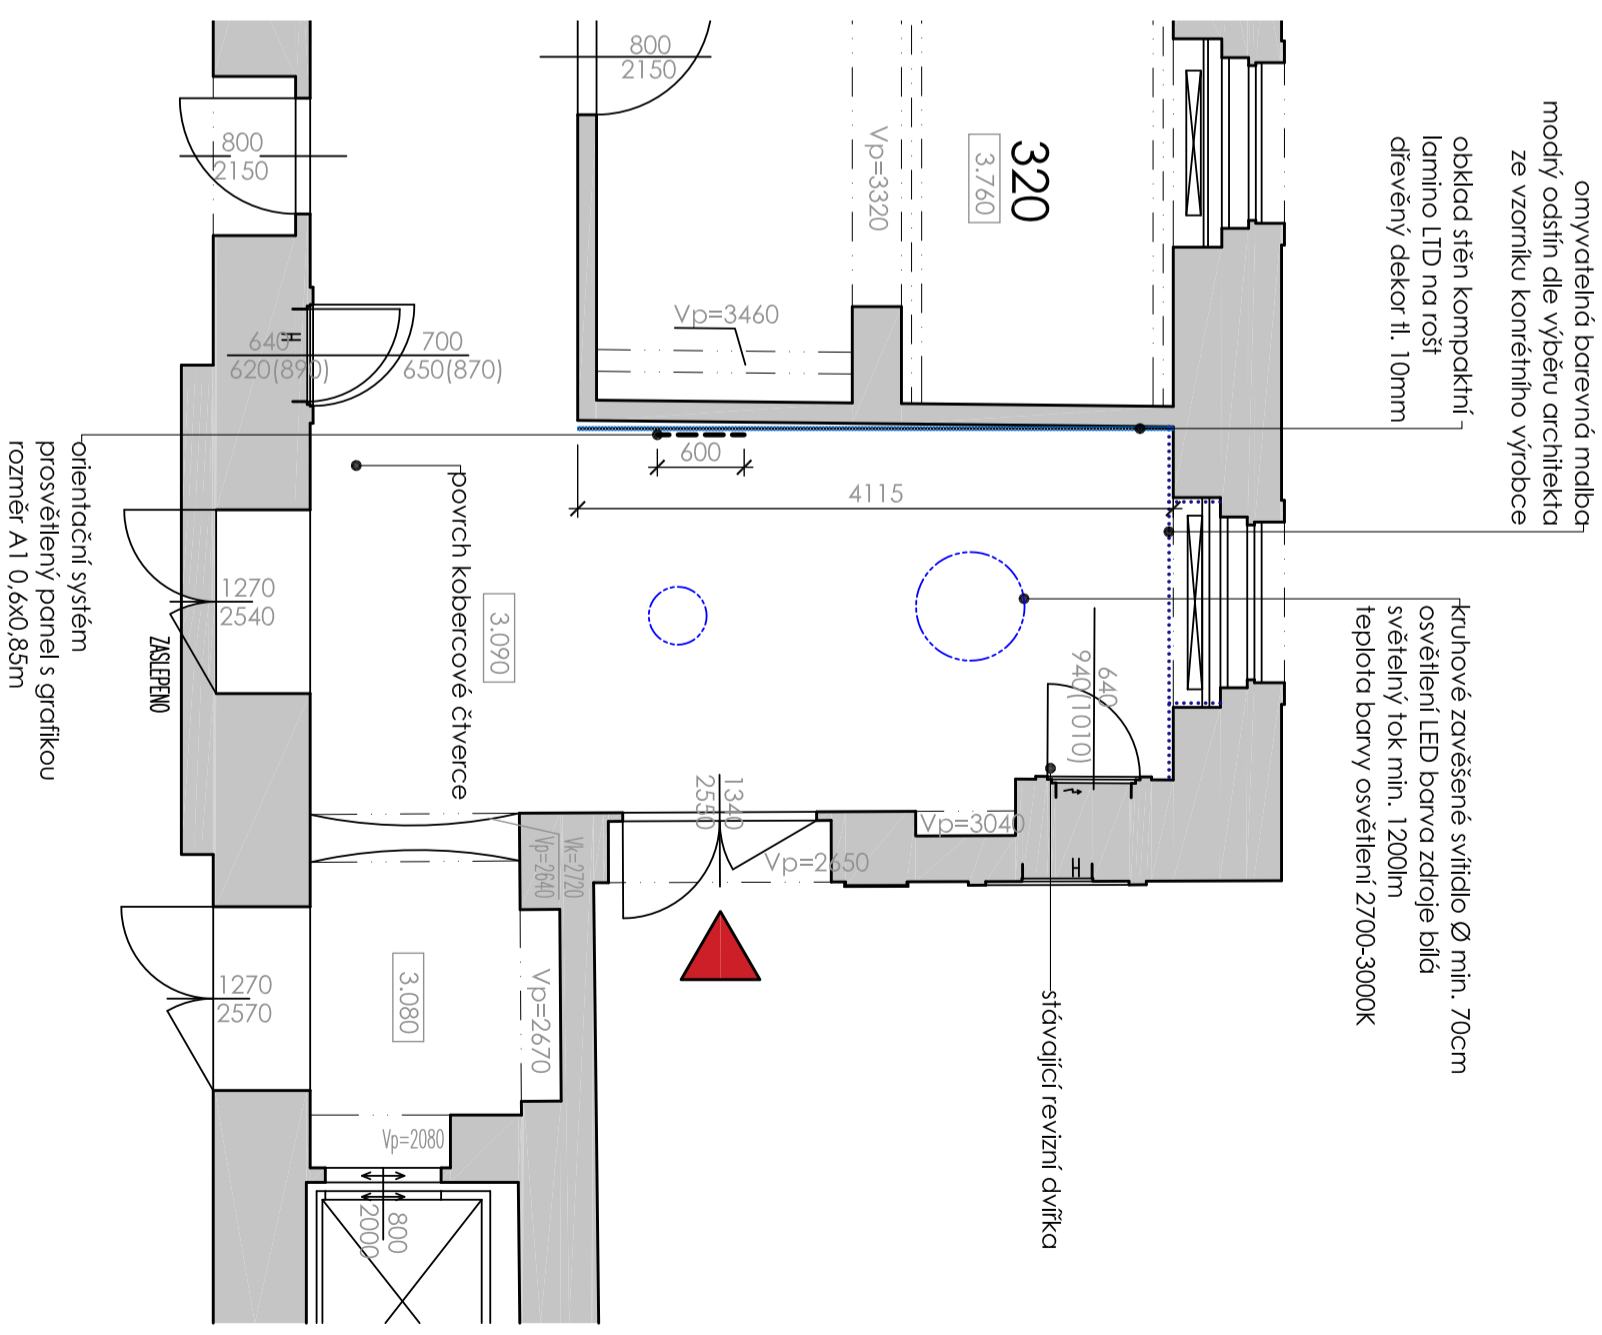 omyvatelná barevná malba
modrý odstín dle výběru architekta
ze vzorníku konrétního výrobce
obklad stěn kompaktní
lamino LTD na rošt
dřevěný dekor tl. 10mm
kruhové zavěšené svítidlo Ø min. 70cm
osvětlení LED barva zdroje bílá
světelný tok min. 1200lm
teplota barvy osvětlení 2700-3000K
320
3.760
Vp=3320
Vp=3460
800
2150
800
2150
640
620(890)
H
700
650(870)
600
4115
povrch kobercové čtverce
3.090
640
940(1010)
orientační systém
prosvětlený panel s grafikou
rozměr A1 0,6x0,85m
1270
2540
ZASLEPENO
1340
2550
Vp=3040
Vp=2650
H
Vk=2720
Vp=2640
Vp=2670
3.080
1270
2570
Vp=2080
800
2000
stávající revizní dvířka